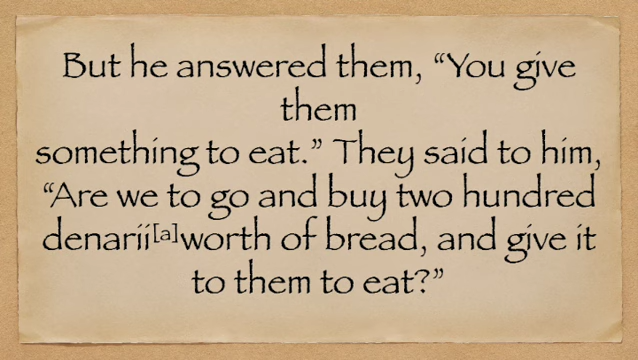 But he answered them, “You give
them
something to eat.” They said to him,
“Are we to go and buy two hundred
denarii[a]worth of bread, and give it
to them to eat?”